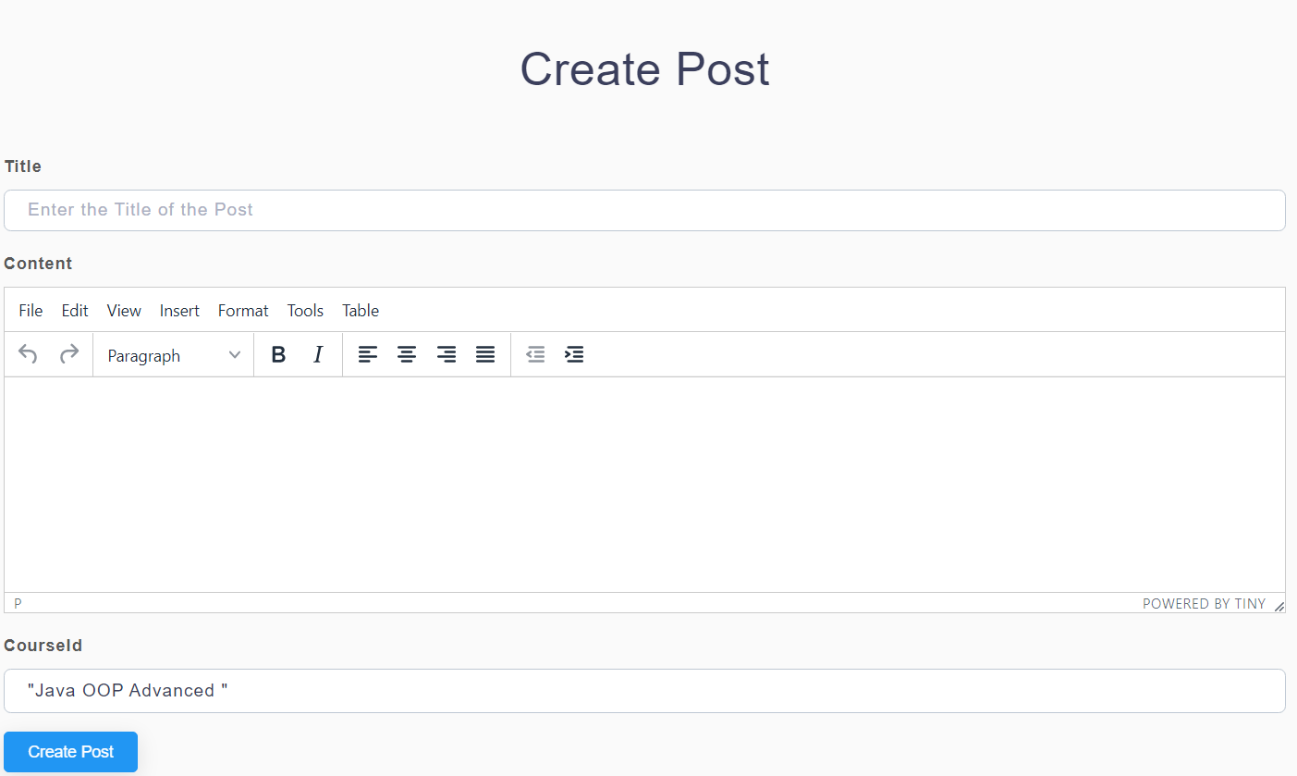 Create Post
Title
Enter the Title of the Post
Content
File Edit View Insert Format Tools Table
Paragraph B I
P POWERED BY TINY
CourseId
"Java OOP Advanced "
Create Post